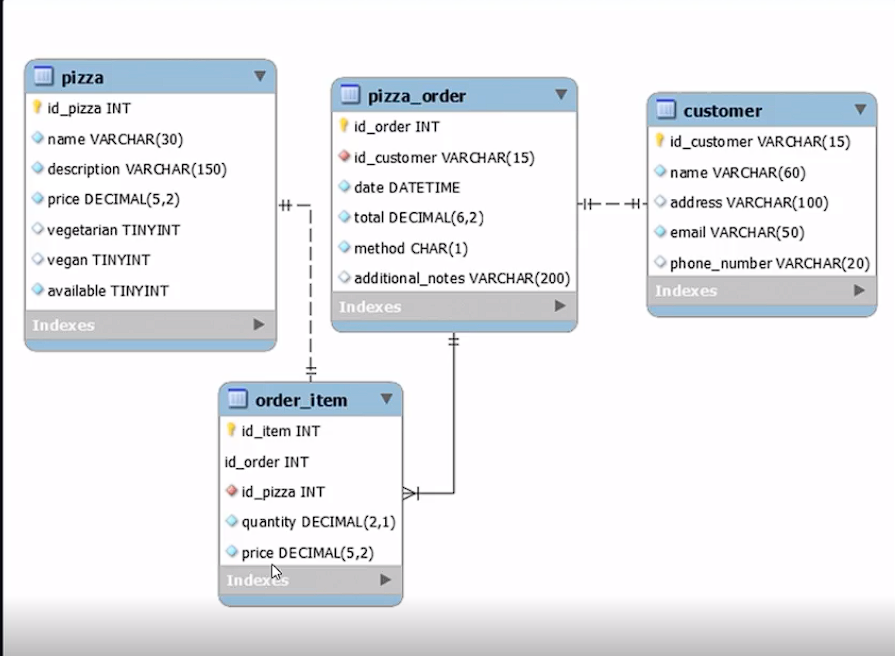 pizza
id_pizza INT
name VARCHAR(30)
description VARCHAR(150)
price DECIMAL(5,2)
vegetarian TINYINT
vegan TINYINT
available TINYINT
Indexes
pizza_order
id_order INT
id_customer VARCHAR(15)
date DATETIME
total DECIMAL(6,2)
method CHAR(1)
additional_notes VARCHAR(200)
Indexes
customer
id_customer VARCHAR(15)
name VARCHAR(60)
address VARCHAR(100)
email VARCHAR(50)
phone_number VARCHAR(20)
Indexes
order_item
id_item INT
id_order INT
id_pizza INT
quantity DECIMAL(2,1)
price DECIMAL(5,2)
Indexes